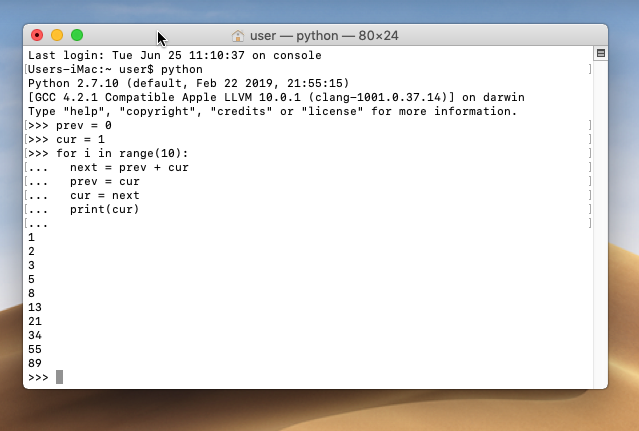 user — python — 80×24
Last login: Tue Jun 25 11:10:37 on console
[Users-iMac:~ user$ python ]
Python 2.7.10 (default, Feb 22 2019, 21:55:15)
[GCC 4.2.1 Compatible Apple LLVM 10.0.1 (clang-1001.0.37.14)] on darwin
Type "help", "copyright", "credits" or "license" for more information.
[>>> prev = 0 ]
[>>> cur = 1 ]
[>>> for i in range(10): ]
[...   next = prev + cur ]
[...   prev = cur ]
[...   cur = next ]
[...   print(cur) ]
[... ]
1
2
3
5
8
13
21
34
55
89
>>>